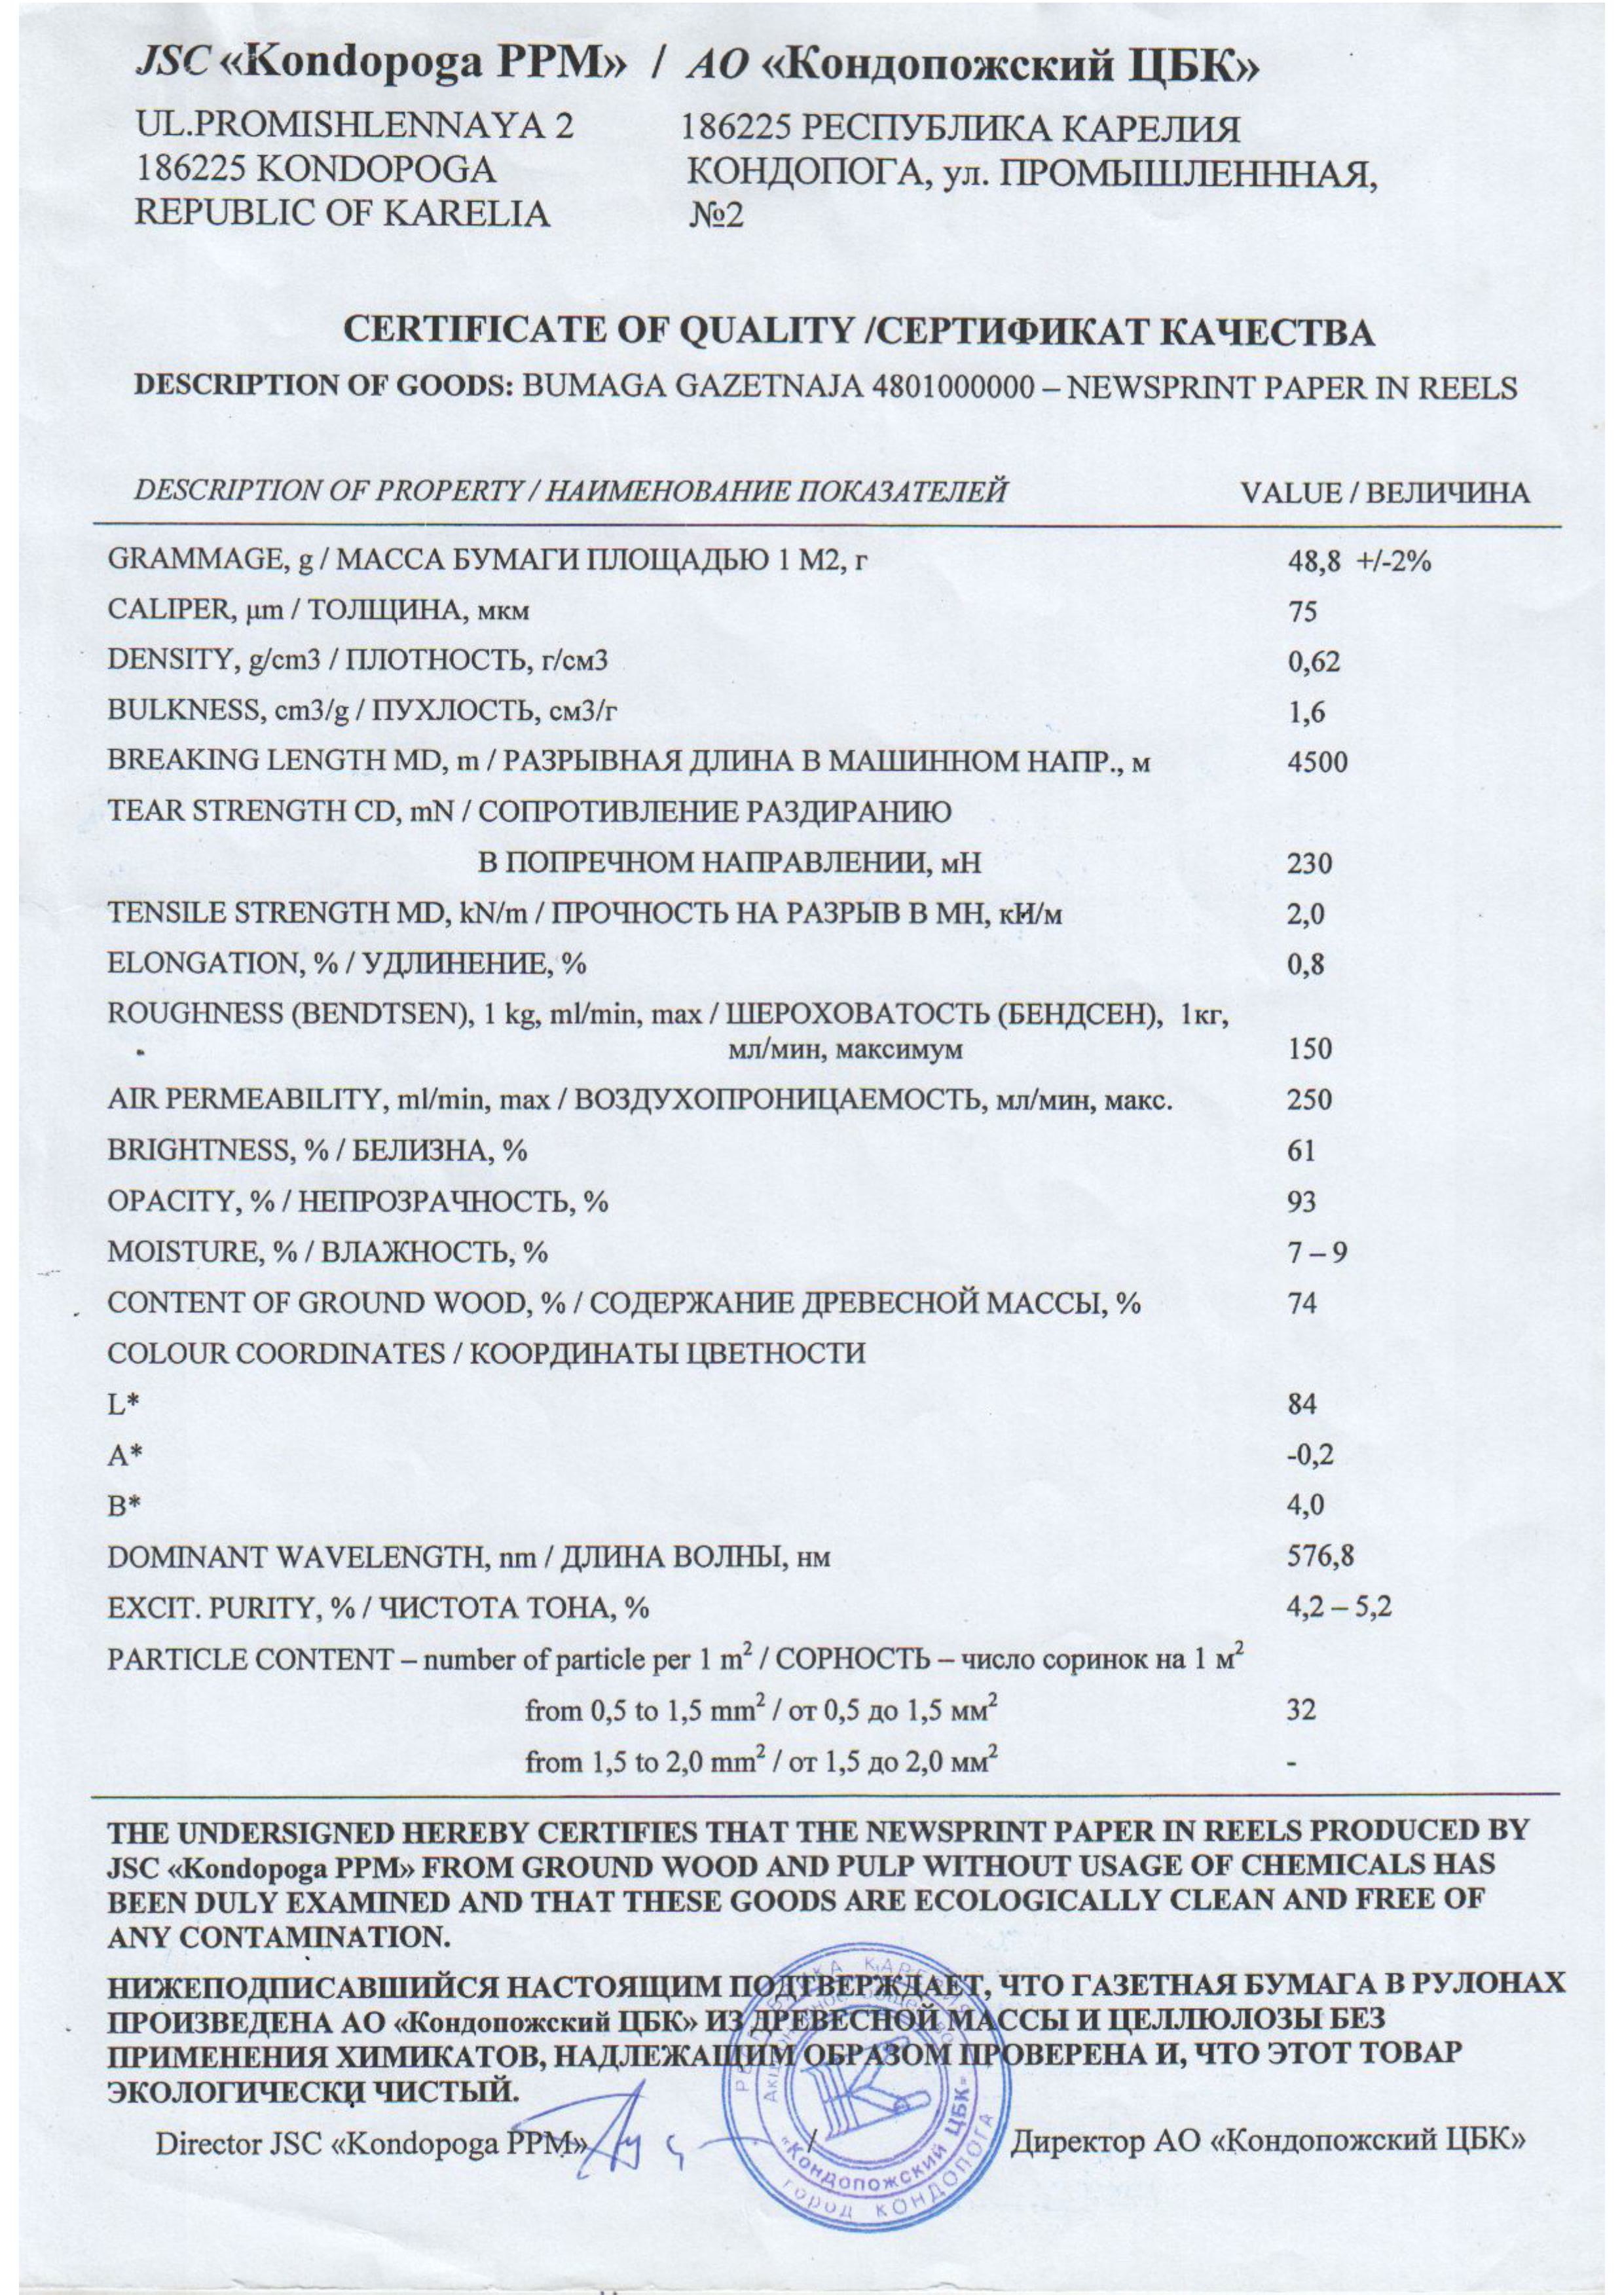 JSC «Kondopoga PPM» / АО «Кондопожский ЦБК»
UL.PROMISHLENNAYA 2 186225 РЕСПУБЛИКА КАРЕЛИЯ
186225 KONDOPOGA КОНДОПОГА, ул. ПРОМЫШЛЕНННАЯ,
REPUBLIC OF KARELIA №2
CERTIFICATE OF QUALITY /СЕРТИФИКАТ КАЧЕСТВА
DESCRIPTION OF GOODS: BUMAGA GAZETNAJA 4801000000 – NEWSPRINT PAPER IN REELS
DESCRIPTION OF PROPERTY / НАИМЕНОВАНИЕ ПОКАЗАТЕЛЕЙ VALUE / ВЕЛИЧИНА
GRAMMAGE, g / МАССА БУМАГИ ПЛОЩАДЬЮ 1 М2, г 48,8 +/-2%
CALIPER, µm / ТОЛЩИНА, мкм 75
DENSITY, g/cm3 / ПЛОТНОСТЬ, г/см3 0,62
BULKNESS, cm3/g / ПУХЛОСТЬ, см3/г 1,6
BREAKING LENGTH MD, m / РАЗРЫВНАЯ ДЛИНА В МАШИННОМ НАПР., м 4500
TEAR STRENGTH CD, mN / СОПРОТИВЛЕНИЕ РАЗДИРАНИЮ
В ПОПРЕЧНОМ НАПРАВЛЕНИИ, мН 230
TENSILE STRENGTH MD, kN/m / ПРОЧНОСТЬ НА РАЗРЫВ В МН, кН/м 2,0
ELONGATION, % / УДЛИНЕНИЕ, % 0,8
ROUGHNESS (BENDTSEN), 1 kg, ml/min, max / ШЕРОХОВАТОСТЬ (БЕНДСЕН), 1кг,
мл/мин, максимум 150
AIR PERMEABILITY, ml/min, max / ВОЗДУХОПРОНИЦАЕМОСТЬ, мл/мин, макс. 250
BRIGHTNESS, % / БЕЛИЗНА, % 61
OPACITY, % / НЕПРОЗРАЧНОСТЬ, % 93
MOISTURE, % / ВЛАЖНОСТЬ, % 7 – 9
CONTENT OF GROUND WOOD, % / СОДЕРЖАНИЕ ДРЕВЕСНОЙ МАССЫ, % 74
COLOUR COORDINATES / КООРДИНАТЫ ЦВЕТНОСТИ
L* 84
A* -0,2
B* 4,0
DOMINANT WAVELENGTH, nm / ДЛИНА ВОЛНЫ, нм 576,8
EXCIT. PURITY, % / ЧИСТОТА ТОНА, % 4,2 – 5,2
PARTICLE CONTENT – number of particle per 1 m² / СОРНОСТЬ – число соринок на 1 м²
from 0,5 to 1,5 mm² / от 0,5 до 1,5 мм² 32
from 1,5 to 2,0 mm² / от 1,5 до 2,0 мм² -
THE UNDERSIGNED HEREBY CERTIFIES THAT THE NEWSPRINT PAPER IN REELS PRODUCED BY
JSC «Kondopoga PPM» FROM GROUND WOOD AND PULP WITHOUT USAGE OF CHEMICALS HAS
BEEN DULY EXAMINED AND THAT THESE GOODS ARE ECOLOGICALLY CLEAN AND FREE OF
ANY CONTAMINATION.
НИЖЕПОДПИСАВШИЙСЯ НАСТОЯЩИМ ПОДТВЕРЖДАЕТ, ЧТО ГАЗЕТНАЯ БУМАГА В РУЛОНАХ
ПРОИЗВЕДЕНА АО «Кондопожский ЦБК» ИЗ ДРЕВЕСНОЙ МАССЫ И ЦЕЛЛЮЛОЗЫ БЕЗ
ПРИМЕНЕНИЯ ХИМИКАТОВ, НАДЛЕЖАЩИМ ОБРАЗОМ ПРОВЕРЕНА И, ЧТО ЭТОТ ТОВАР
ЭКОЛОГИЧЕСКИ ЧИСТЫЙ.
Director JSC «Kondopoga PPM» / Директор АО «Кондопожский ЦБК»
«Кондопожский ЦБК»
город КОНДОПОГА